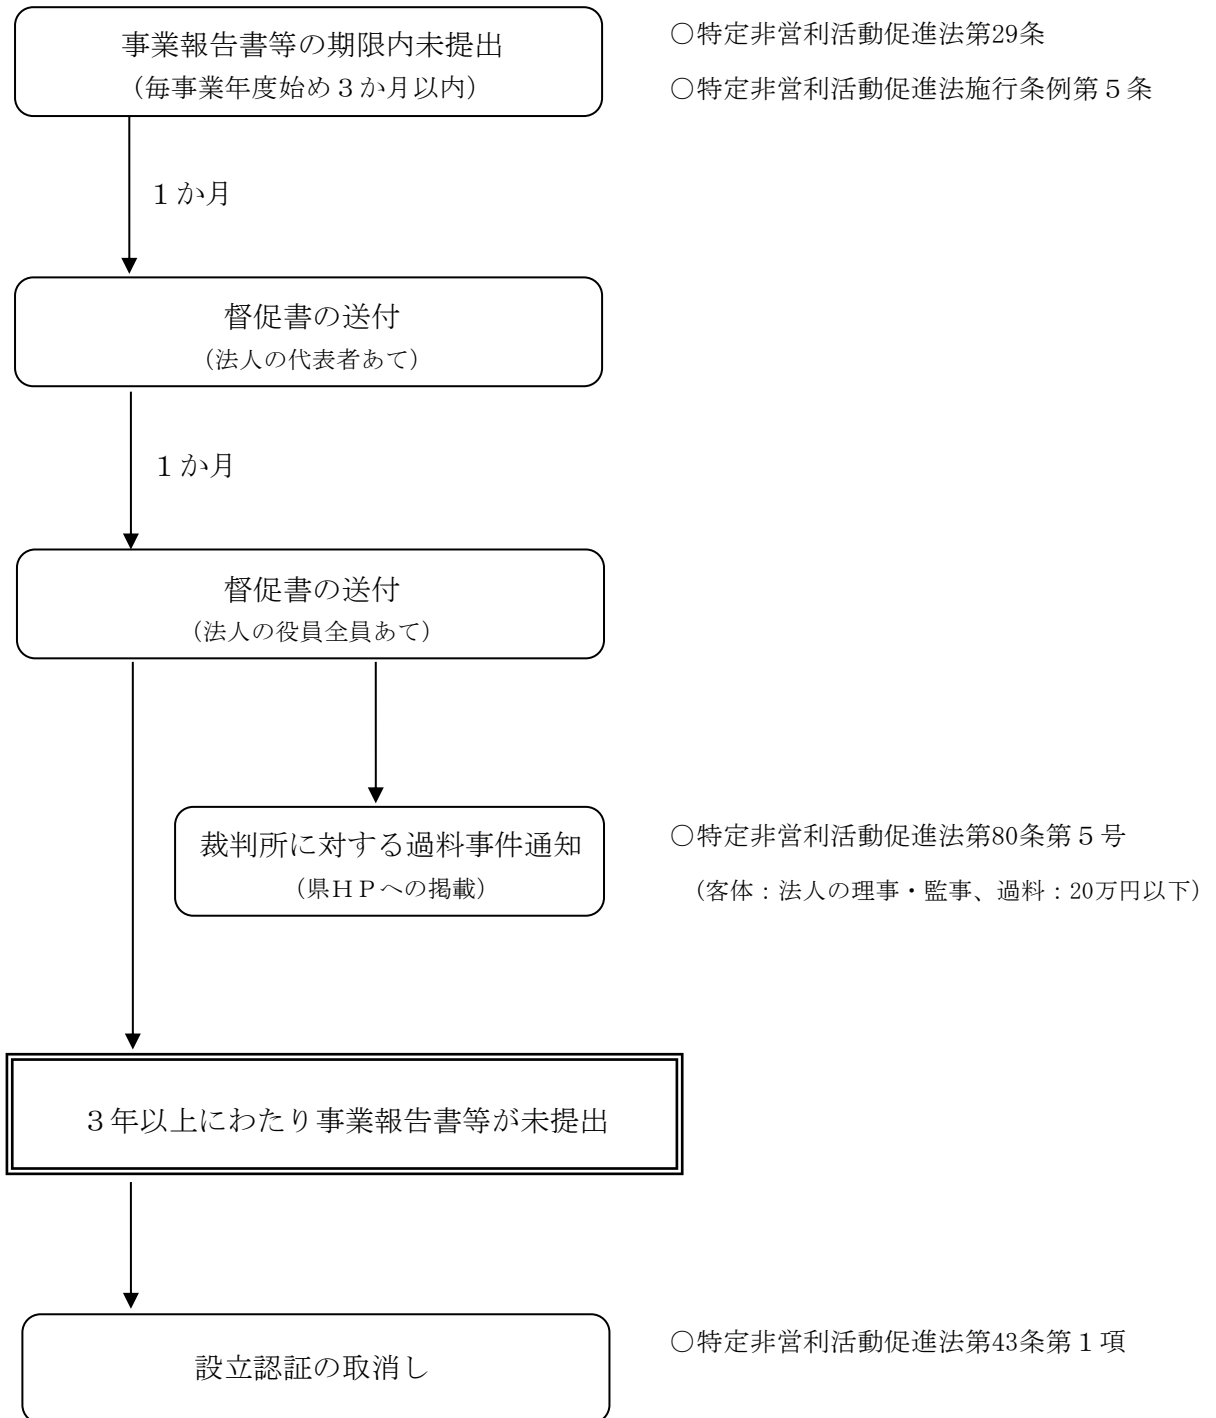 事業報告書等の期限内未提出
（毎事業年度始め３か月以内）
○特定非営利活動促進法第29条
○特定非営利活動促進法施行条例第５条
１か月
督促書の送付
（法人の代表者あて）
１か月
督促書の送付
（法人の役員全員あて）
裁判所に対する過料事件通知
（県ＨＰへの掲載）
○特定非営利活動促進法第80条第５号
（客体：法人の理事・監事、過料：20万円以下）
３年以上にわたり事業報告書等が未提出
設立認証の取消し
○特定非営利活動促進法第43条第１項